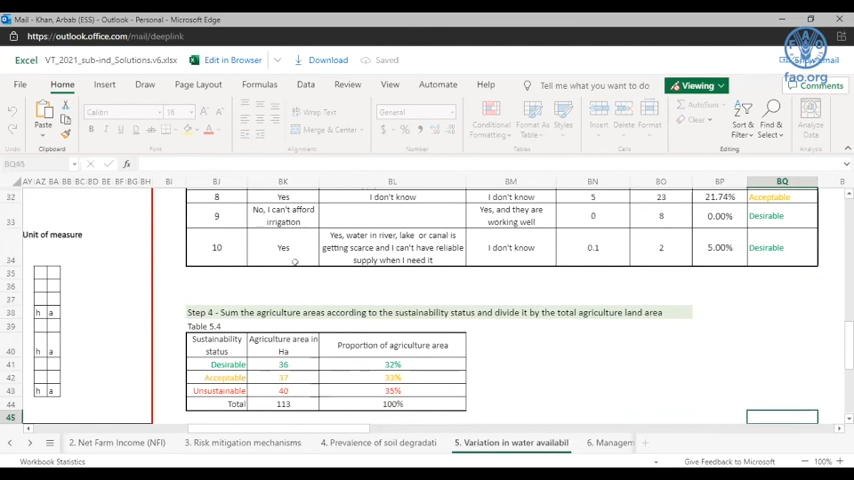 Mail - Khan, Arbab (ESS) - Outlook - Personal - Microsoft Edge
https://outlook.office.com/mail/deeplink
Excel VT_2021_sub-ind_Solutions.v6.xlsx Edit in Browser Download Saved
fao.org
File Home Insert Draw Page Layout Formulas Data Review View Automate Help Tell me what you want to do Viewing Comments
Calibri 16 Wrap Text General AutoSum
Paste B Merge & Center Conditional Formatting Format As Table Styles Insert Delete Format Clear Sort & Filter Find & Select Analyze Data
Clipboard Font Alignment Number Tables Cells Editing Analysis
BQ45 fx
AY AZ BA BB BC BD BE BF BG BH BI BJ BK BL BM BN BO BP BQ B
32 8 Yes I don't know I don't know 5 23 21.74% Acceptable
33 9 No, I can't afford irrigation Yes, and they are working well 0 8 0.00% Desirable
Unit of measure
34 10 Yes Yes, water in river, lake or canal is getting scarce and I can't have reliable supply when I need it I don't know 0.1 2 5.00% Desirable
35
36
37
38 h a Step 4 - Sum the agriculture areas according to the sustainability status and divide it by the total agriculture land area
39 Table 5.4
40 h a Sustainability status Agriculture area in Ha Proportion of agriculture area
41 Desirable 36 32%
42 Acceptable 37 33%
43 h a Unsustainable 40 35%
44 Total 113 100%
45
2. Net Farm Income (NFI) 3. Risk mitigation mechanisms 4. Prevalence of soil degradati 5. Variation in water availabil 6. Managem
Workbook Statistics Give Feedback to Microsoft 100%